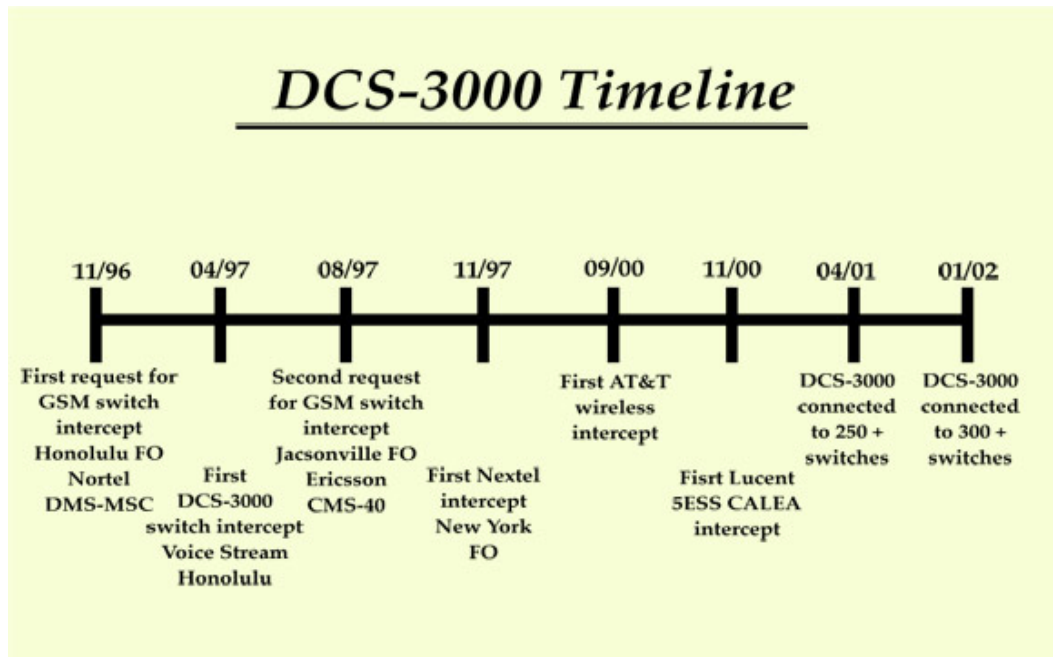 DCS-3000 Timeline
11/96
04/97
08/97
11/97
09/00
11/00
04/01
01/02
First request for
GSM switch
intercept
Honolulu FO
Nortel
DMS-MSC
First
DCS-3000
switch intercept
Voice Stream
Honolulu
Second request
for GSM switch
intercept
Jacsonville FO
Ericsson
CMS-40
First Nextel
intercept
New York
FO
First AT&T
wireless
intercept
Fisrt Lucent
5ESS CALEA
intercept
DCS-3000
connected
to 250 +
switches
DCS-3000
connected
to 300 +
switches